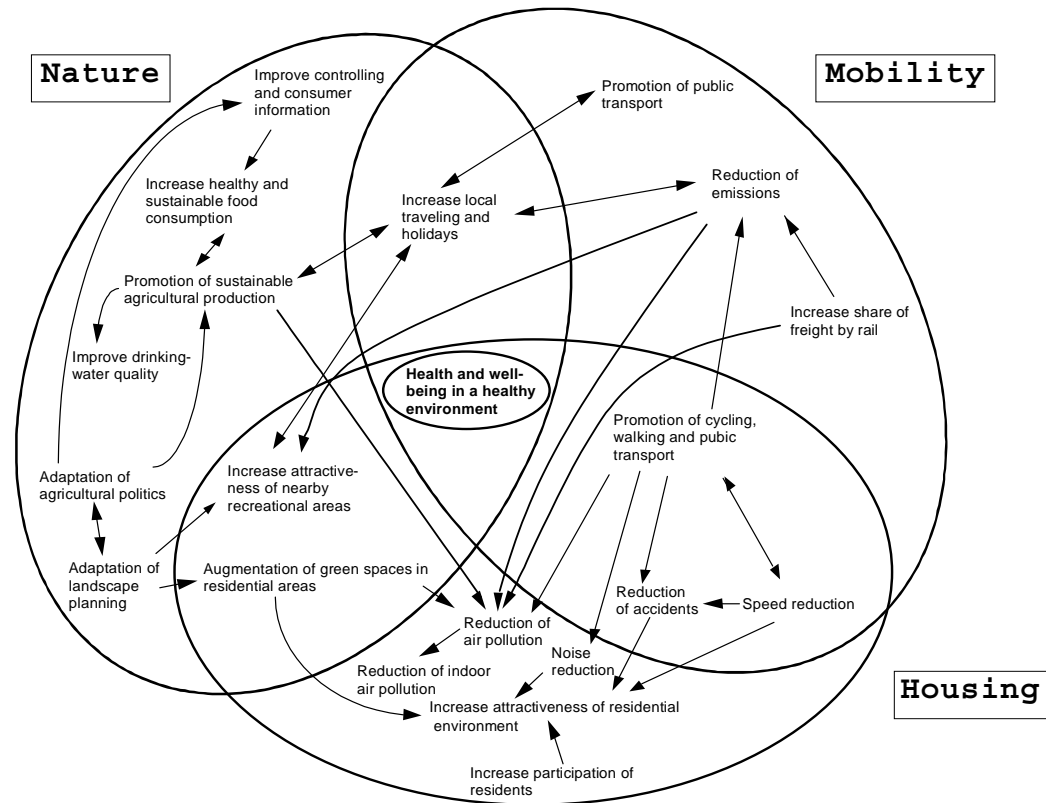 Nature
Mobility
Improve controlling
and consumer
information
Promotion of public
transport
Increase healthy and
sustainable food
consumption
Increase local
traveling and
holidays
Reduction of
emissions
Promotion of sustainable
agricultural production
Increase share of
freight by rail
Improve drinking-
water quality
Health and well-
being in a healthy
environment
Promotion of cycling,
walking and pubic
transport
Adaptation of
agricultural politics
Increase attractive-
ness of nearby
recreational areas
Adaptation of
landscape
planning
Augmentation of green spaces in
residential areas
Reduction of
air pollution
Reduction
of accidents
Speed reduction
Noise
reduction
Reduction of indoor
air pollution
Housing
Increase attractiveness of residential
environment
Increase participation of
residents